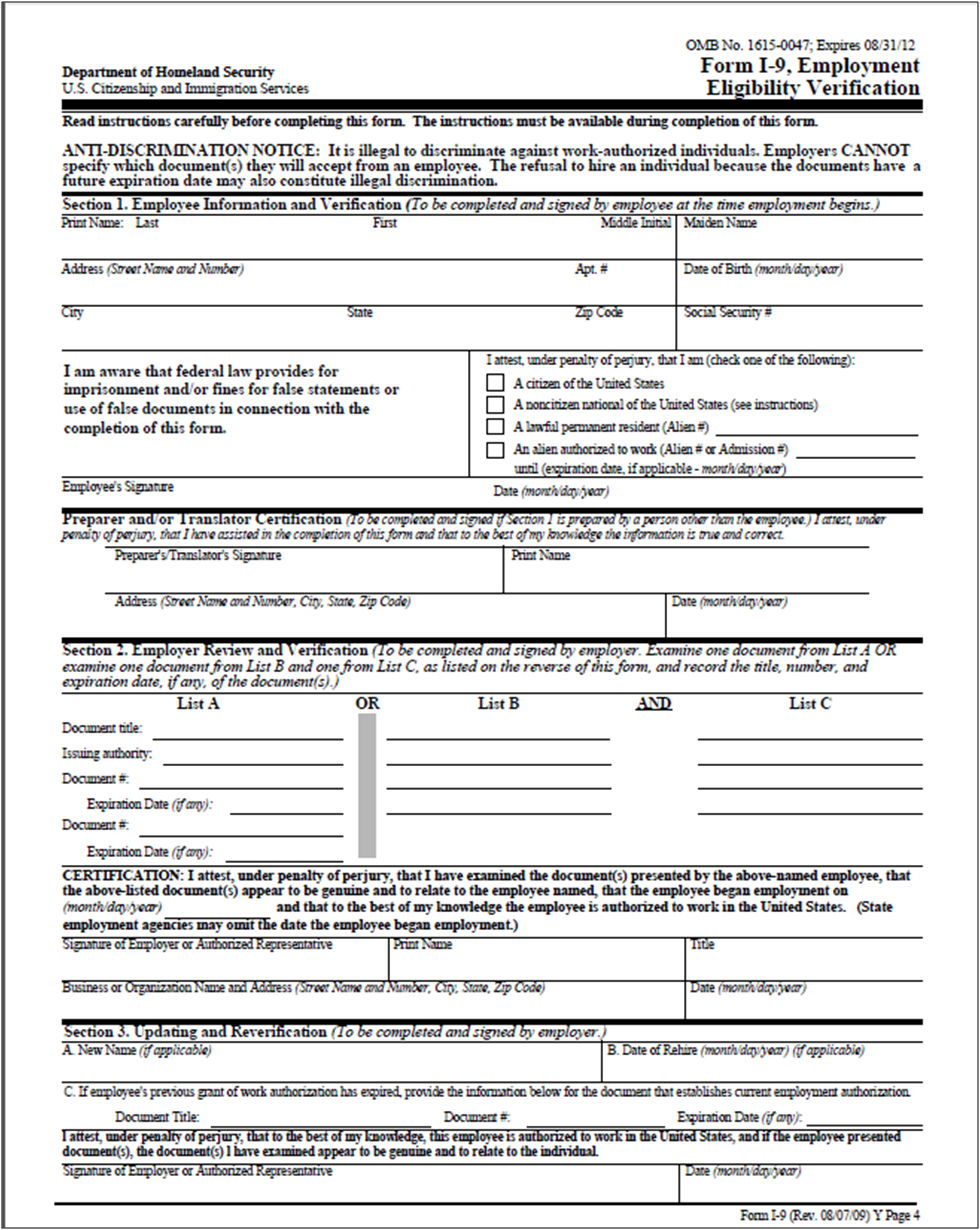 OMB No. 1615-0047; Expires 08/31/12
Department of Homeland Security
U.S. Citizenship and Immigration Services
Form I-9, Employment
Eligibility Verification
Read instructions carefully before completing this form. The instructions must be available during completion of this form.
ANTI-DISCRIMINATION NOTICE: It is illegal to discriminate against work-authorized individuals. Employers CANNOT
specify which document(s) they will accept from an employee. The refusal to hire an individual because the documents have a
future expiration date may also constitute illegal discrimination.
Section 1. Employee Information and Verification (To be completed and signed by employee at the time employment begins.)
Print Name: Last First Middle Initial Maiden Name
Address (Street Name and Number) Apt. # Date of Birth (month/day/year)
City State Zip Code Social Security #
I am aware that federal law provides for
imprisonment and/or fines for false statements or
use of false documents in connection with the
completion of this form.
I attest, under penalty of perjury, that I am (check one of the following):
A citizen of the United States
A noncitizen national of the United States (see instructions)
A lawful permanent resident (Alien #)
An alien authorized to work (Alien # or Admission #)
until (expiration date, if applicable - month/day/year)
Employee's Signature Date (month/day/year)
Preparer and/or Translator Certification (To be completed and signed if Section 1 is prepared by a person other than the employee.) I attest, under
penalty of perjury, that I have assisted in the completion of this form and that to the best of my knowledge the information is true and correct.
Preparer's/Translator's Signature Print Name
Address (Street Name and Number, City, State, Zip Code) Date (month/day/year)
Section 2. Employer Review and Verification (To be completed and signed by employer. Examine one document from List A OR
examine one document from List B and one from List C, as listed on the reverse of this form, and record the title, number, and
expiration date, if any, of the document(s).)
List A OR List B AND List C
Document title:
Issuing authority:
Document #:
Expiration Date (if any):
Document #:
Expiration Date (if any):
CERTIFICATION: I attest, under penalty of perjury, that I have examined the document(s) presented by the above-named employee, that
the above-listed document(s) appear to be genuine and to relate to the employee named, that the employee began employment on
(month/day/year) and that to the best of my knowledge the employee is authorized to work in the United States. (State
employment agencies may omit the date the employee began employment.)
Signature of Employer or Authorized Representative Print Name Title
Business or Organization Name and Address (Street Name and Number, City, State, Zip Code) Date (month/day/year)
Section 3. Updating and Reverification (To be completed and signed by employer.)
A. New Name (if applicable) B. Date of Rehire (month/day/year) (if applicable)
C. If employee's previous grant of work authorization has expired, provide the information below for the document that establishes current employment authorization.
Document Title: Document #: Expiration Date (if any):
I attest, under penalty of perjury, that to the best of my knowledge, this employee is authorized to work in the United States, and if the employee presented
document(s), the document(s) I have examined appear to be genuine and to relate to the individual.
Signature of Employer or Authorized Representative Date (month/day/year)
Form I-9 (Rev. 08/07/09) Y Page 4